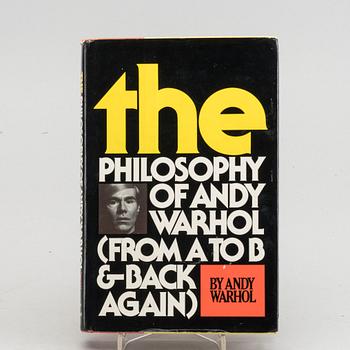 the
PHILOSOPHY
OF ANDY
WARHOL
(FROM A TO B
&-BACK
AGAIN)
BY ANDY
WARHOL